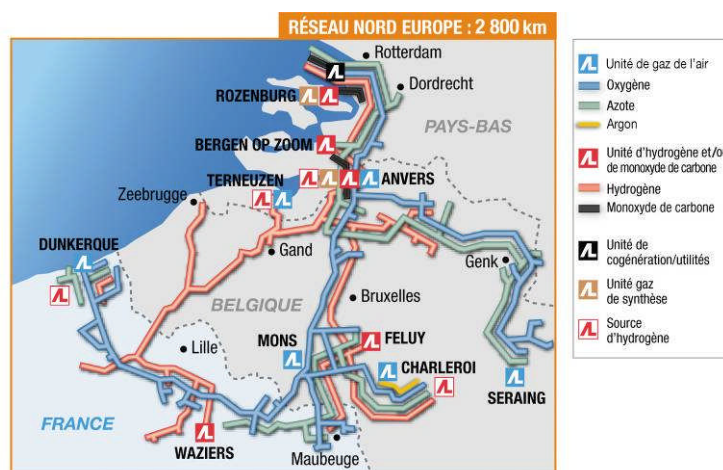 RÉSEAU NORD EUROPE : 2 800 km
Rotterdam
Dordrecht
ROZENBURG
PAYS-BAS
BERGEN OP ZOOM
TERNEUZEN
ANVERS
Zeebrugge
DUNKERQUE
Gand
Genk
BELGIQUE
Bruxelles
Lille
MONS
FELUY
CHARLEROI
SERAING
FRANCE
WAZIERS
Maubeuge
Unité de gaz de l'air
Oxygène
Azote
Argon
Unité d'hydrogène et/o
de monoxyde de carbone
Hydrogène
Monoxyde de carbone
Unité de
cogénération/utilités
Unité gaz
de synthèse
Source
d'hydrogène